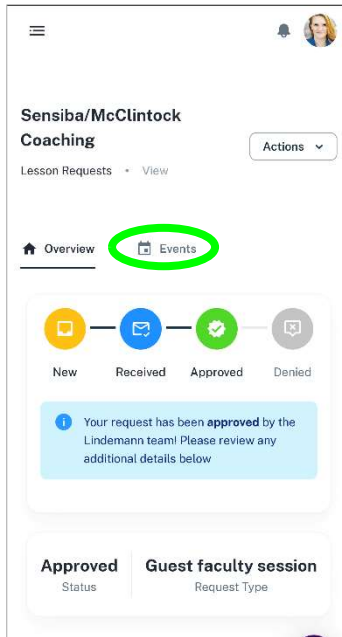 Sensiba/McClintock
Coaching
Actions
Lesson Requests • View
Overview Events
New Received Approved Denied
Your request has been approved by the
Lindemann team! Please review any
additional details below
Approved Guest faculty session
Status Request Type